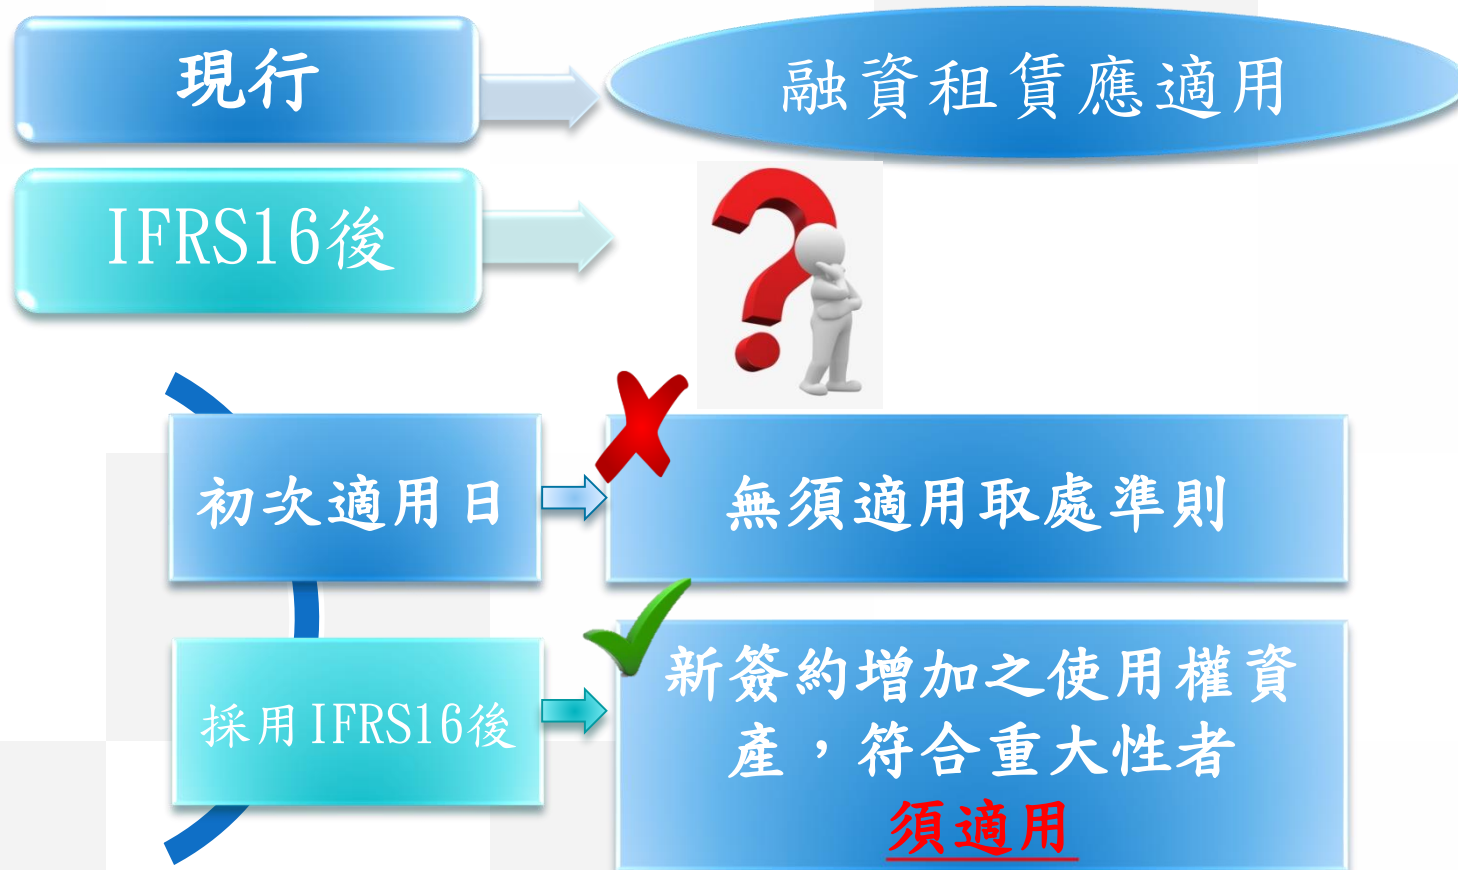 現行
融資租賃應適用
IFRS16後
初次適用日
無須適用取處準則
採用IFRS16後
新簽約增加之使用權資
產，符合重大性者
須適用